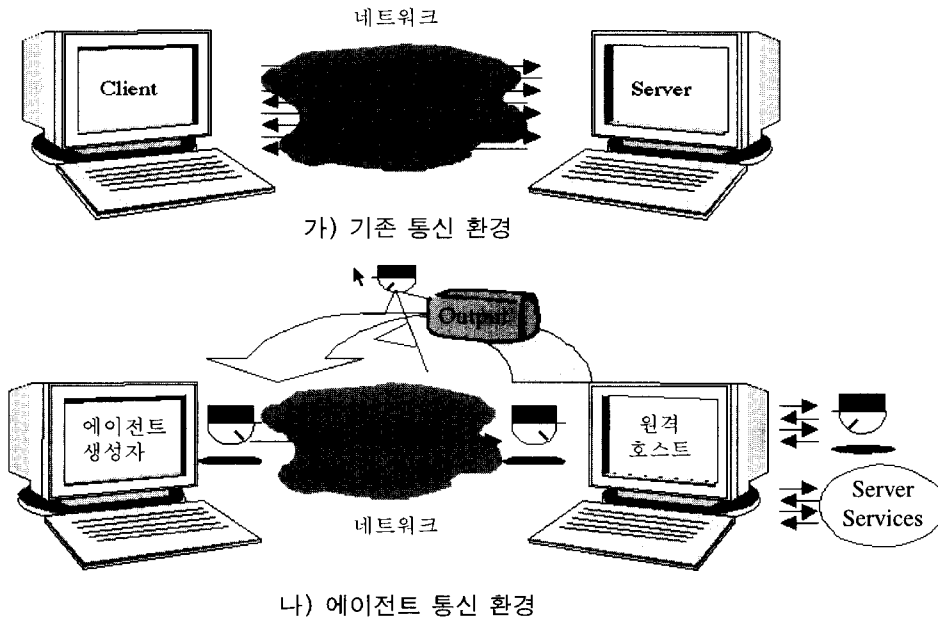 네트워크
Client
Server
가) 기존 통신 환경
Output
에이전트
생성자
원격
호스트
Server
Services
네트워크
나) 에이전트 통신 환경